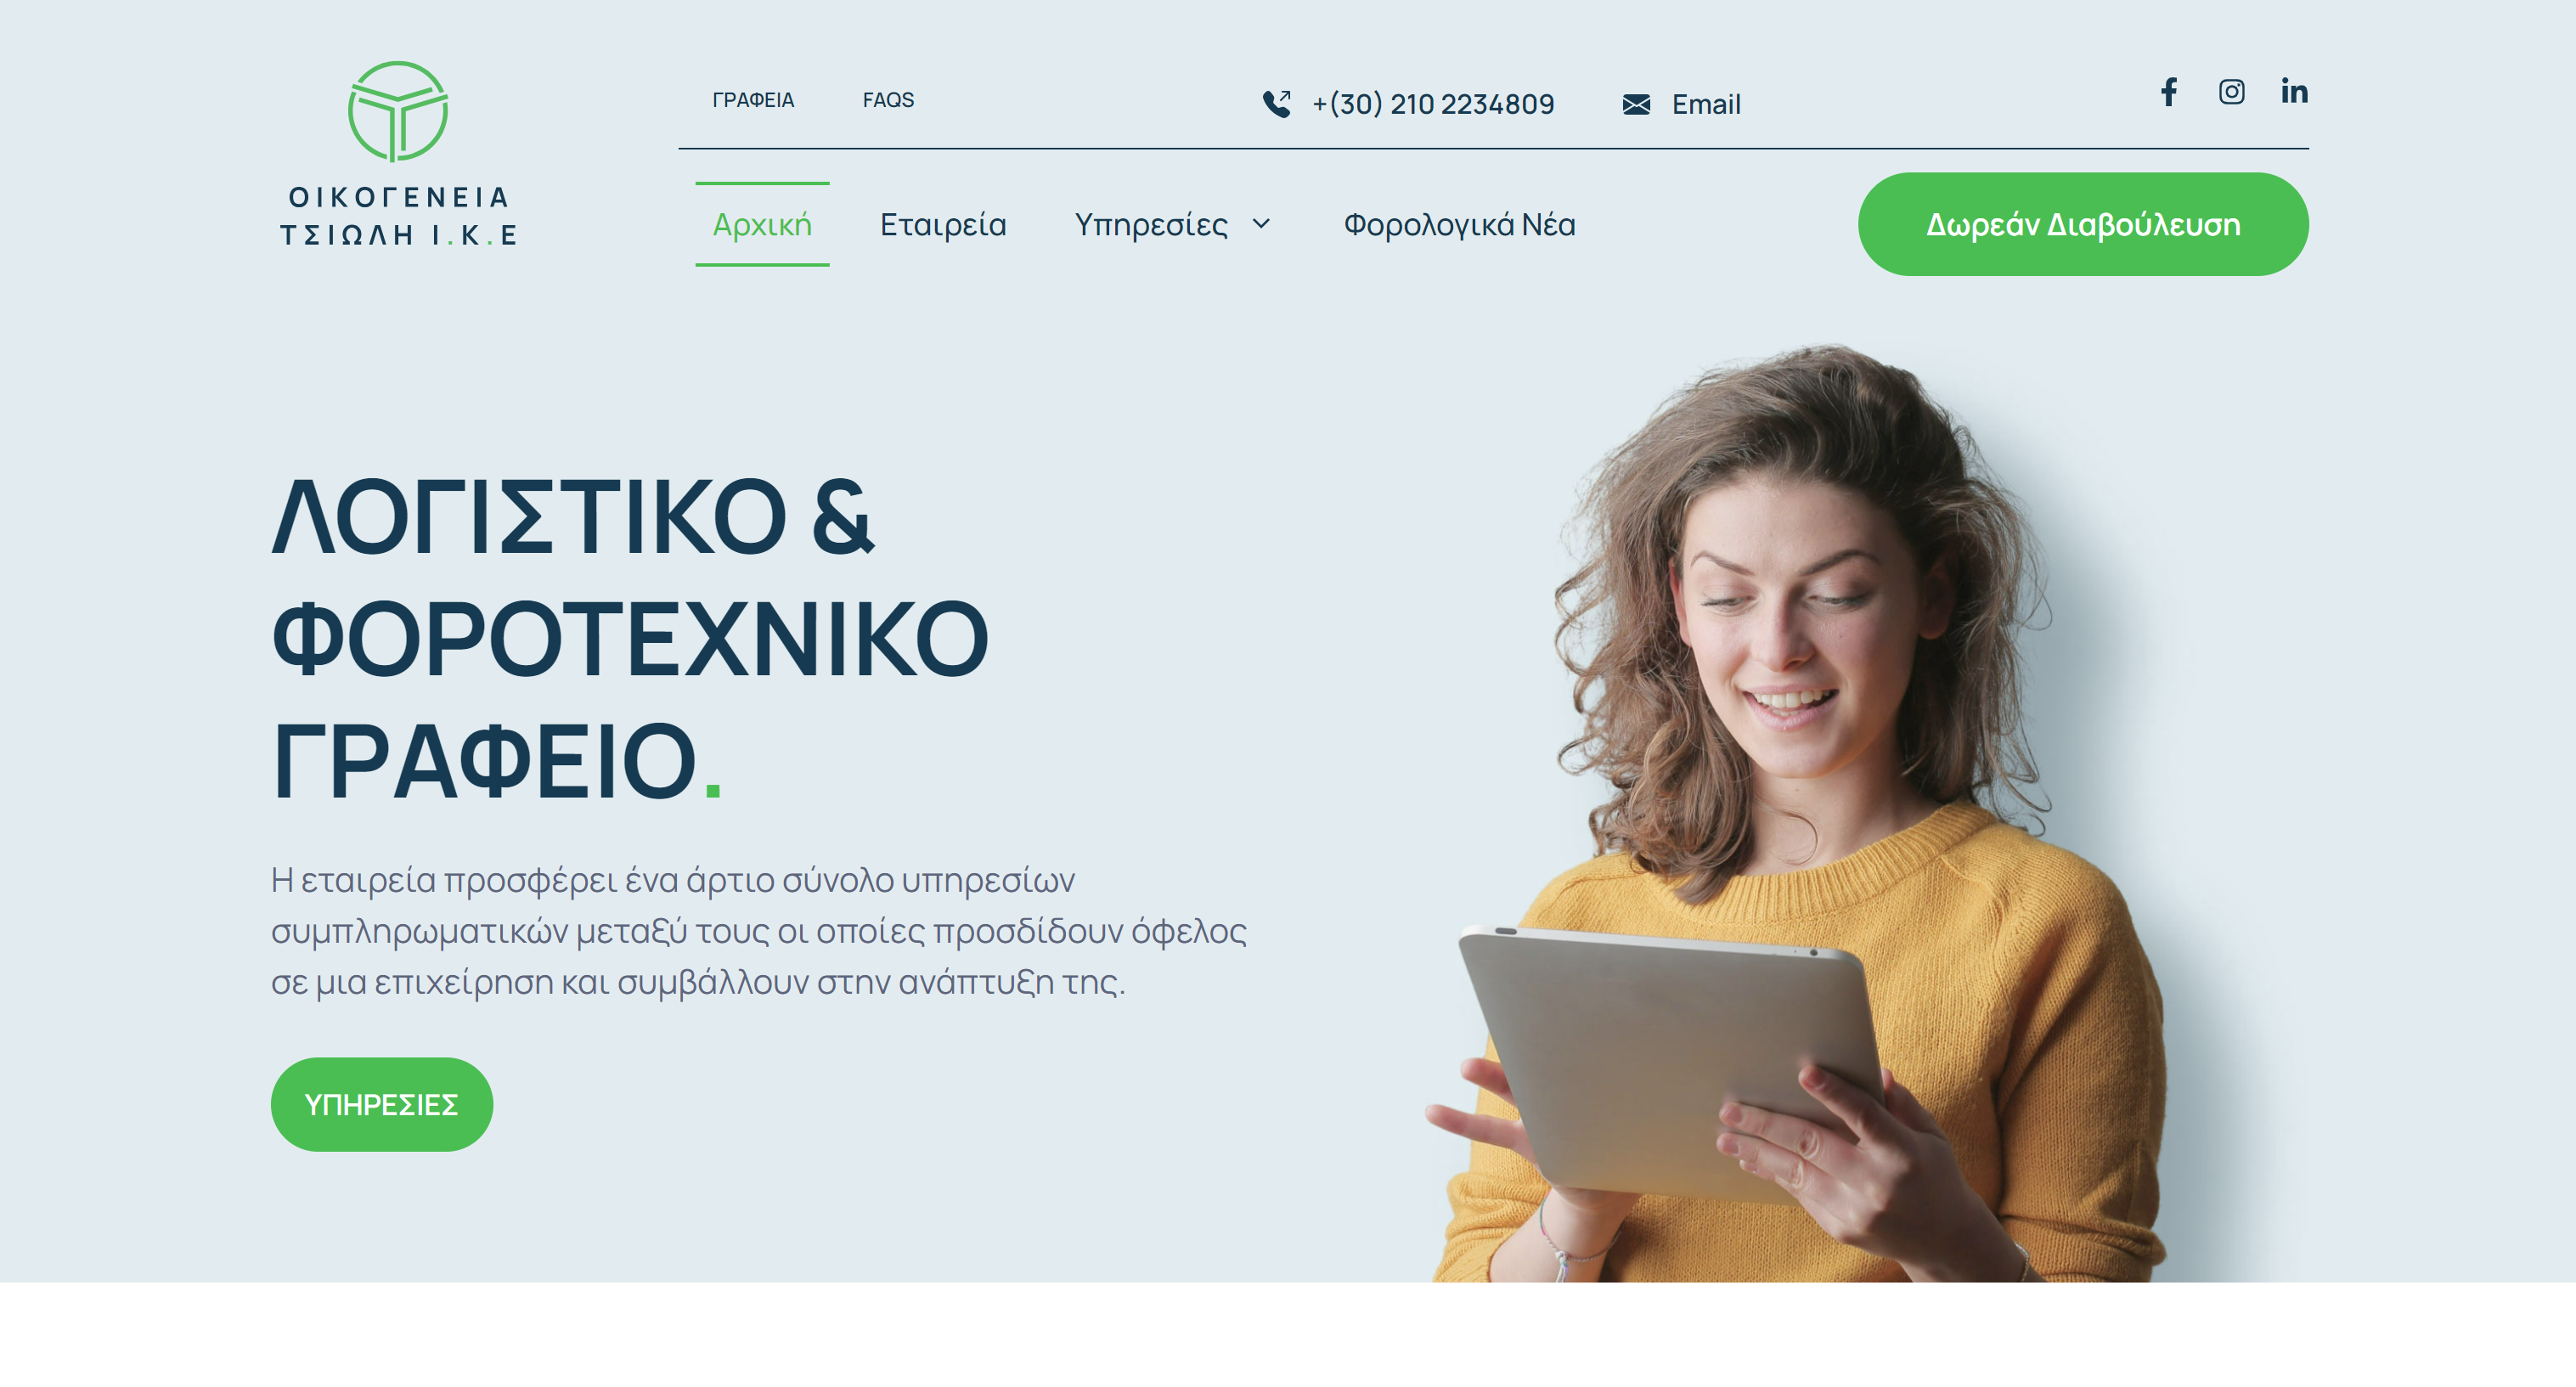 ΟΙΚΟΓΕΝΕΙΑ
ΤΣΙΩΛΗ Ι.Κ.Ε
ΓΡΑΦΕΙΑ FAQS +(30) 210 2234809 Email
Αρχική Εταιρεία Υπηρεσίες Φορολογικά Νέα Δωρεάν Διαβούλευση
ΛΟΓΙΣΤΙΚΟ &
ΦΟΡΟΤΕΧΝΙΚΟ
ΓΡΑΦΕΙΟ.
Η εταιρεία προσφέρει ένα άρτιο σύνολο υπηρεσίων
συμπληρωματικών μεταξύ τους οι οποίες προσδίδουν όφελος
σε μια επιχείρηση και συμβάλλουν στην ανάπτυξη της.
ΥΠΗΡΕΣΙΕΣ